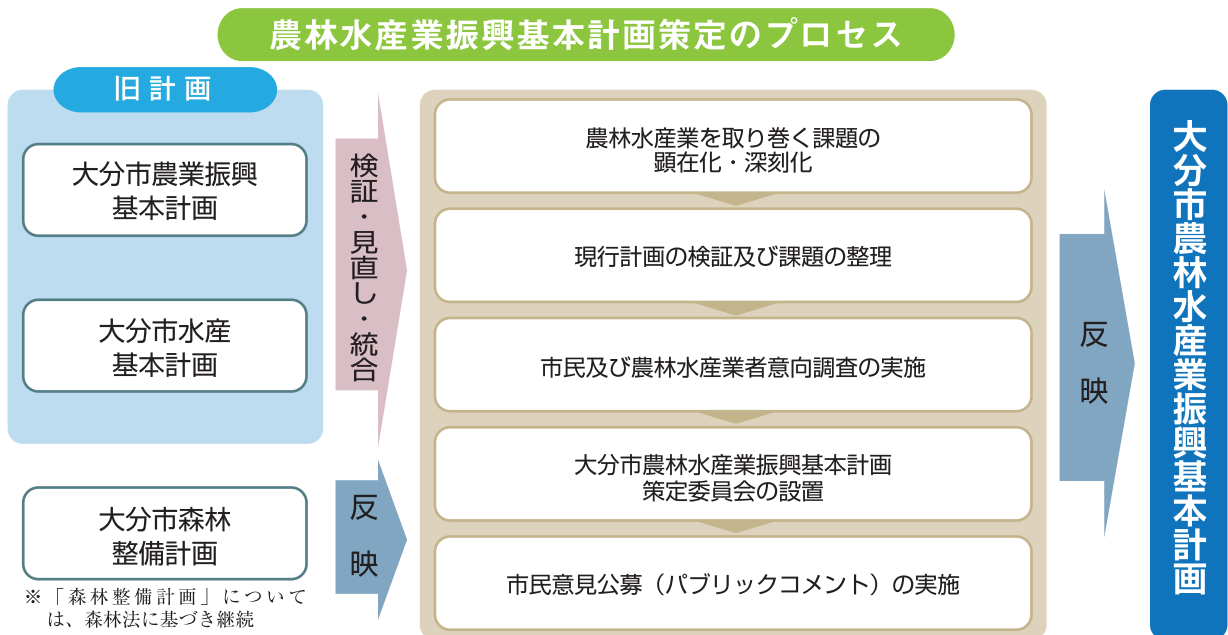 農林水産業振興基本計画策定のプロセス
旧計画
大分市農業振興
基本計画
大分市水産
基本計画
大分市森林
整備計画
※「森林整備計画」について
は、森林法に基づき継続
検証・見直し・統合
反映
農林水産業を取り巻く課題の
顕在化・深刻化
現行計画の検証及び課題の整理
市民及び農林水産業者意向調査の実施
大分市農林水産業振興基本計画
策定委員会の設置
市民意見公募（パブリックコメント）の実施
反映
大分市農林水産業振興基本計画